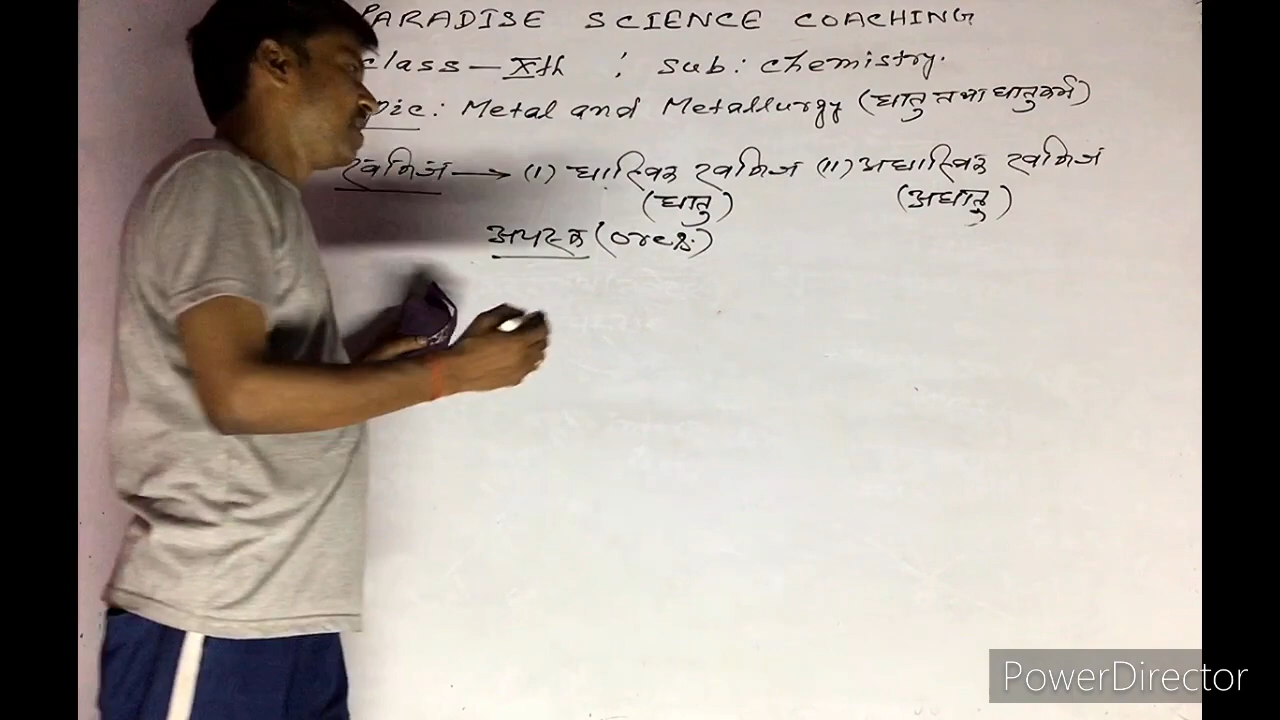 PARADISE SCIENCE COACHING
class - Xth : sub: chemistry.
pic: Metal and Metallurgy (धातु तथा धातुकर्म)
खनिज → (i) धात्विक खनिज (ii) अधात्विक खनिज
(धातु) (अधातु)
अयस्क (ores:)
PowerDirector